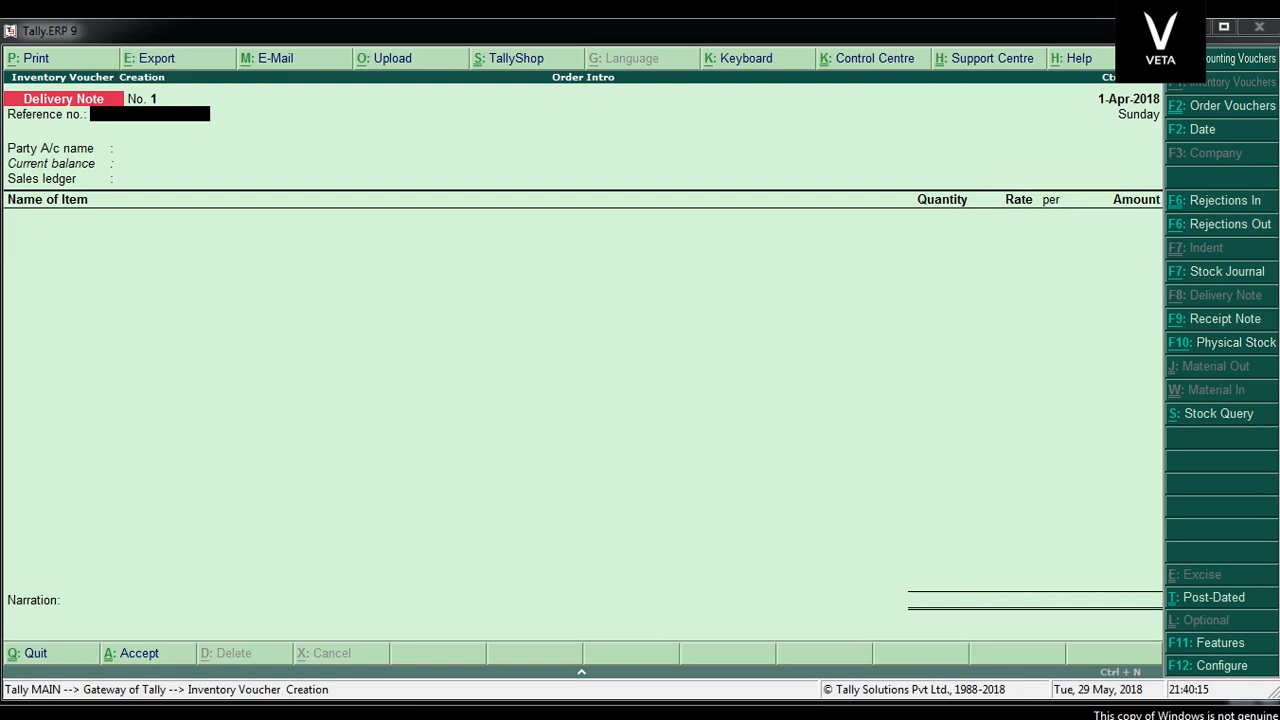 Tally.ERP 9
V
VETA
P: Print
E: Export
M: E-Mail
O: Upload
S: TallyShop
G: Language
K: Keyboard
K: Control Centre
H: Support Centre
H: Help
ounting Vouchers
Inventory Voucher Creation
Order Intro
Inventory Vouchers
Delivery Note No. 1
1-Apr-2018
Reference no.:
Sunday
Party A/c name :
Current balance :
Sales ledger :
Name of Item
Quantity
Rate per
Amount
F2: Order Vouchers
F2: Date
F3: Company
F6: Rejections In
F6: Rejections Out
F7: Indent
F7: Stock Journal
F8: Delivery Note
F9: Receipt Note
F10: Physical Stock
J: Material Out
W: Material In
S: Stock Query
E: Excise
T: Post-Dated
L: Optional
F11: Features
F12: Configure
Narration:
Q: Quit
A: Accept
D: Delete
X: Cancel
Ctrl + N
Tally MAIN --> Gateway of Tally --> Inventory Voucher Creation
© Tally Solutions Pvt Ltd., 1988-2018
Tue, 29 May, 2018
21:40:15
This copy of Windows is not genuine